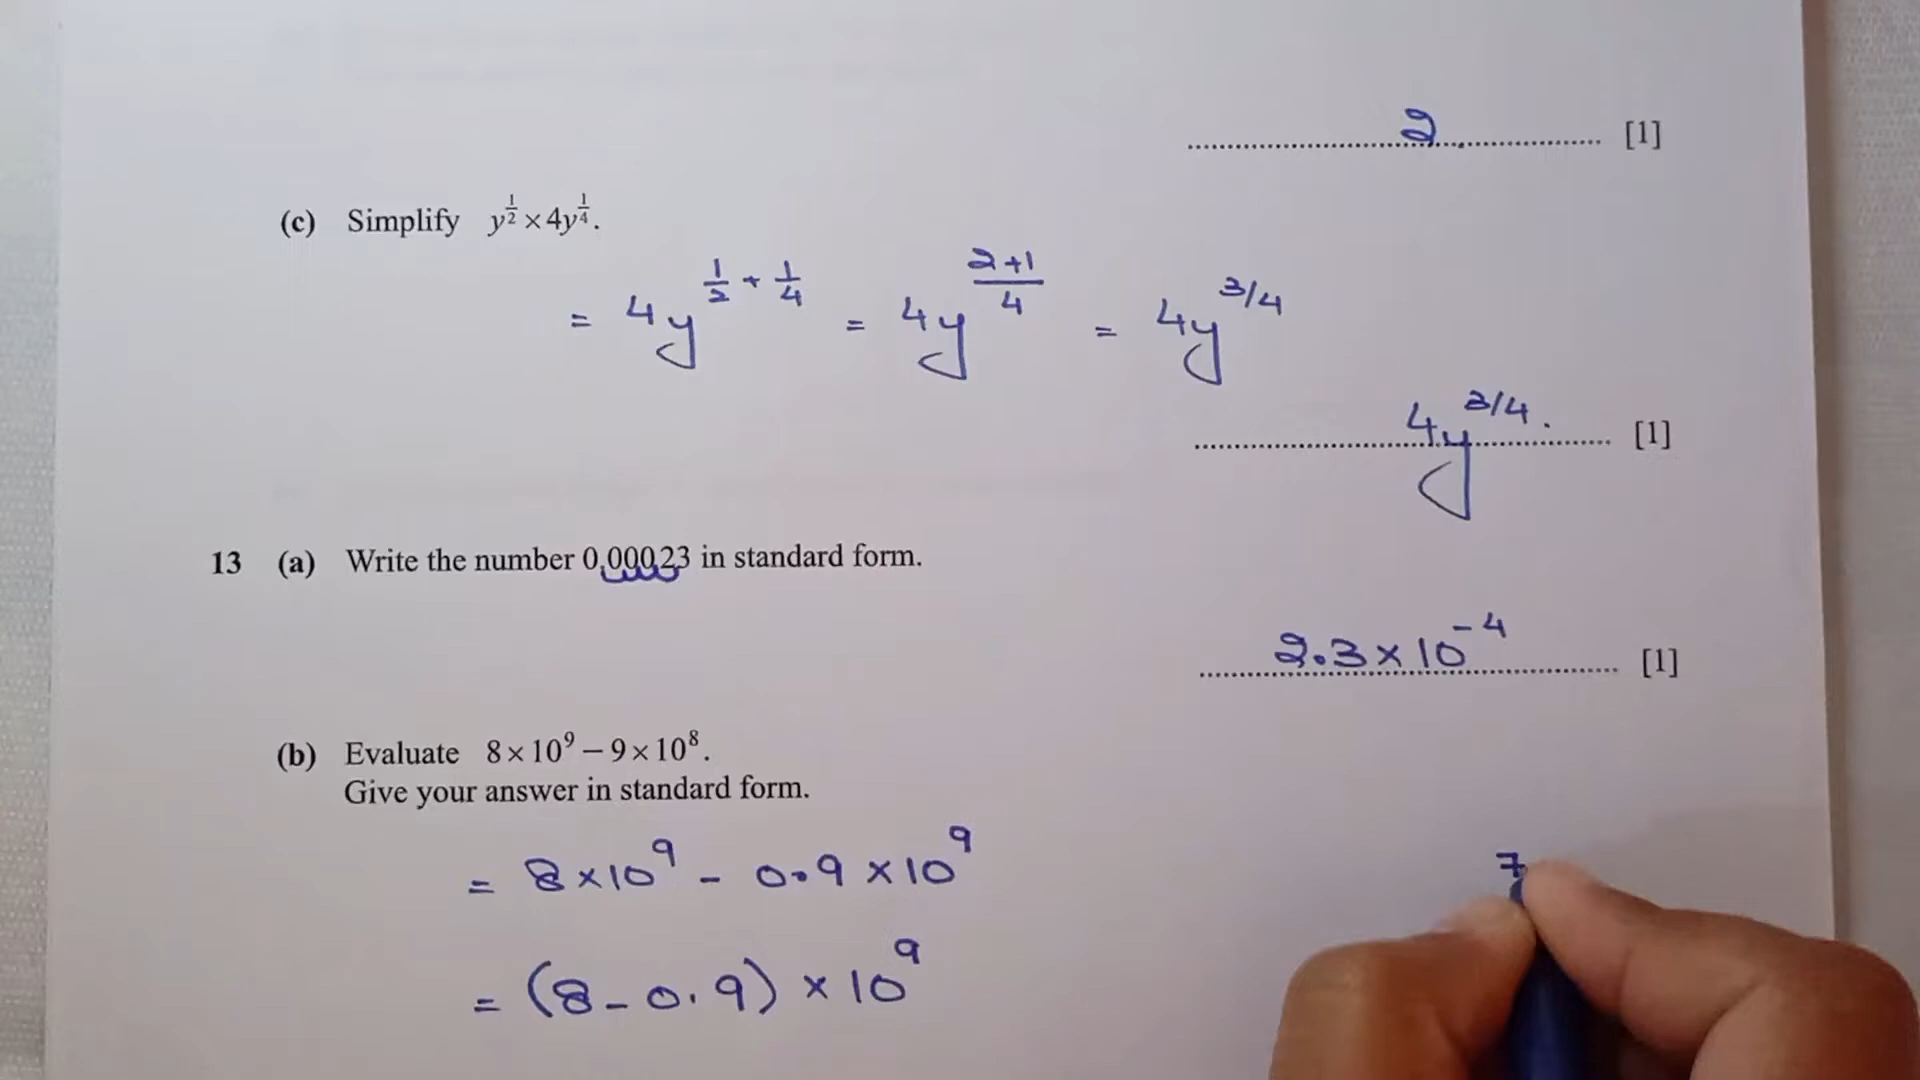 2 [1]
(c) Simplify y^{1/2} × 4y^{1/4}.
= 4y^{1/2 + 1/4} = 4y^{(2+1)/4} = 4y^{3/4}
4y^{3/4}. [1]
13 (a) Write the number 0.00023 in standard form.
2.3 × 10^{-4} [1]
(b) Evaluate 8 × 10^9 − 9 × 10^8.
Give your answer in standard form.
= 8 × 10^9 - 0.9 × 10^9
7
= (8 - 0.9) × 10^9